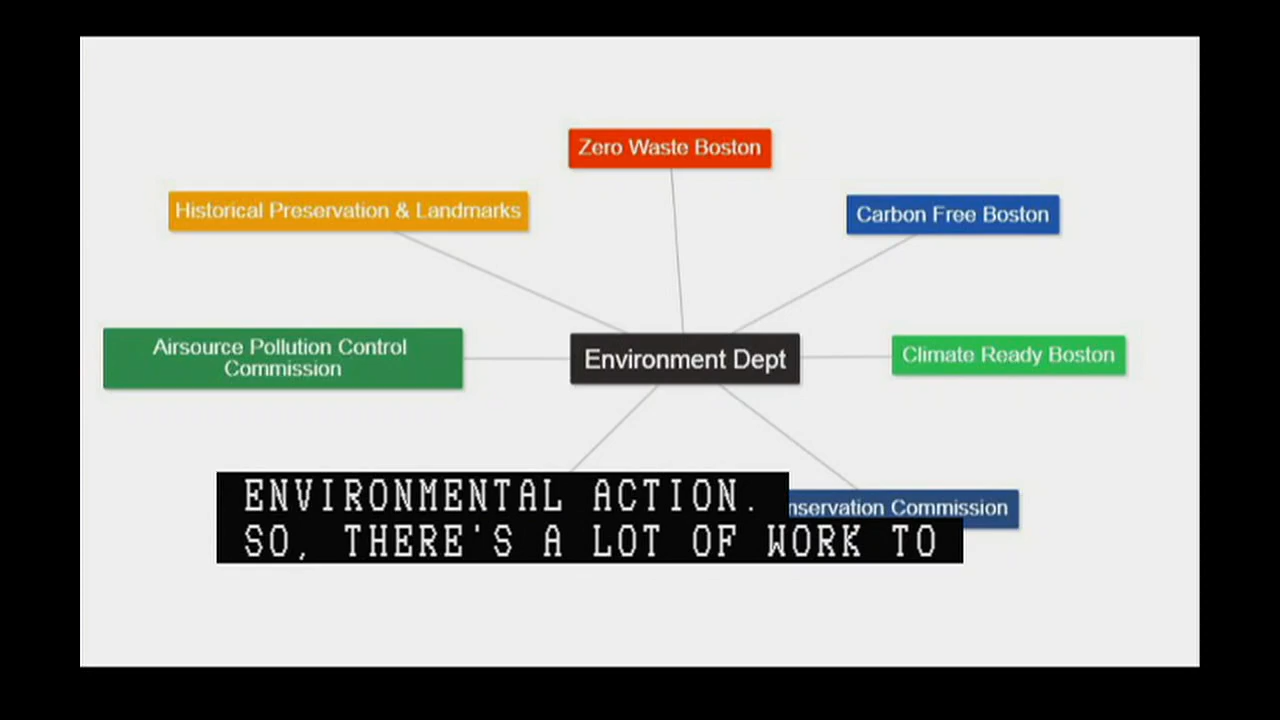 Zero Waste Boston
Historical Preservation & Landmarks
Carbon Free Boston
Airsource Pollution Control
Commission
Environment Dept
Climate Ready Boston
Commission
ENVIRONMENTAL ACTION.
SO, THERE'S A LOT OF WORK TO